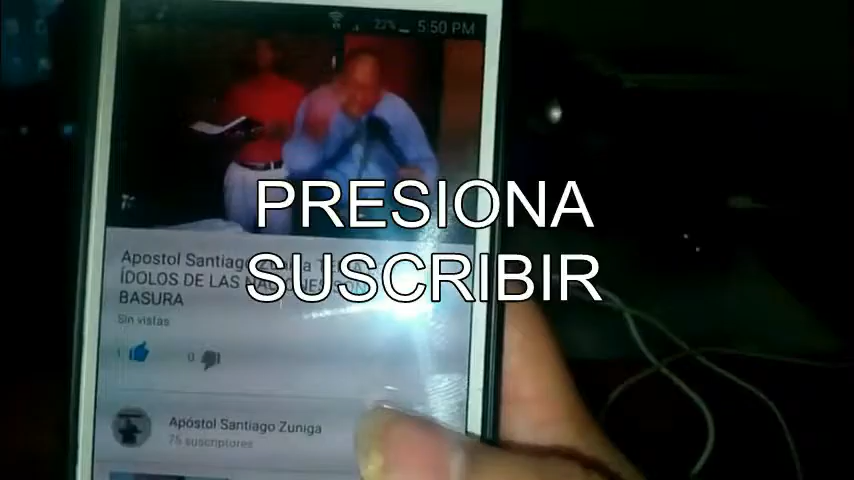 22% 5:50 PM
PRESIONA
SUSCRIBIR
Apostol Santiago
ÍDOLOS DE LAS
BASURA
Sin vistas
1 0
Apostol Santiago Zuniga
75 suscriptores